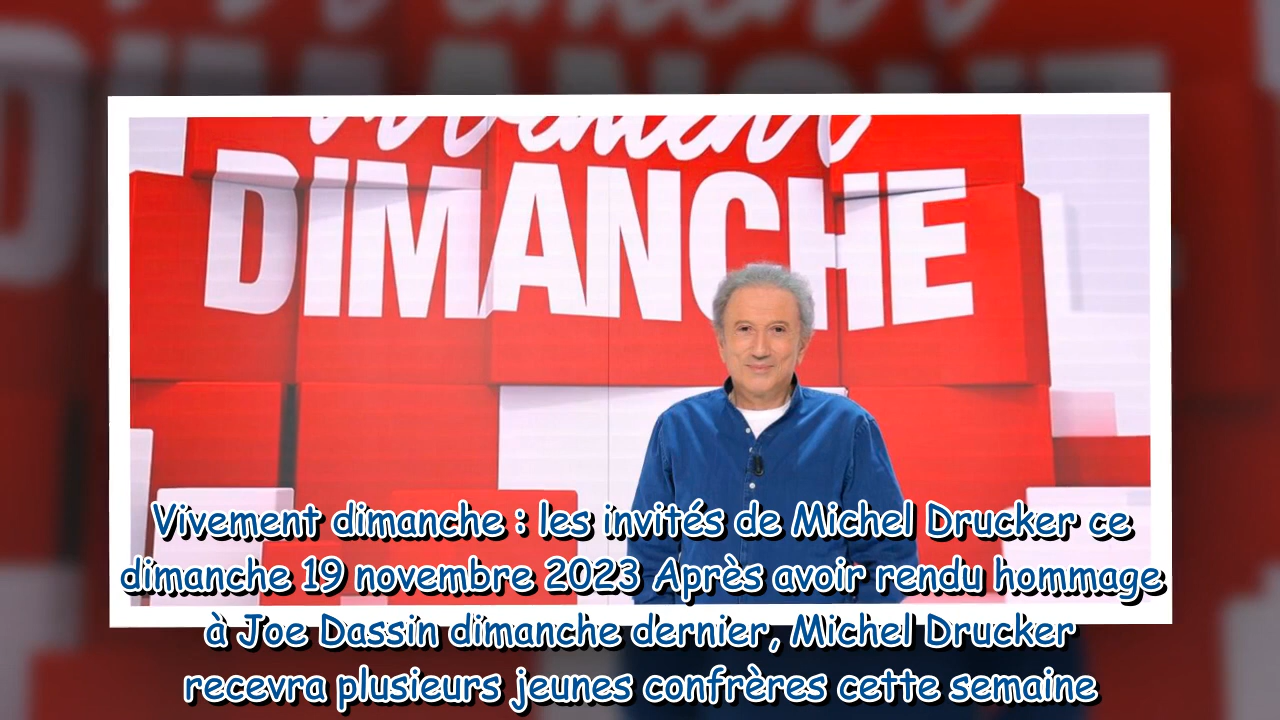 Vivement
DIMANCHE
Vivement dimanche : les invités de Michel Drucker ce
dimanche 19 novembre 2023 Après avoir rendu hommage
à Joe Dassin dimanche dernier, Michel Drucker
recevra plusieurs jeunes confrères cette semaine